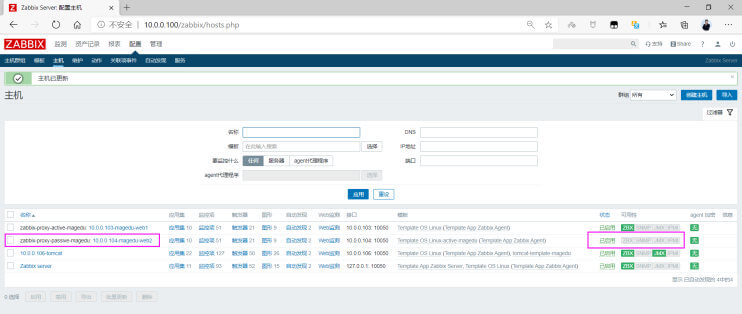 Zabbix Server: 配置主机
不安全 | 10.0.0.100/zabbix/hosts.php
ZABBIX 监测 资产记录 报表 配置 管理 支持 Share ?
主机群组 模板 主机 维护 动作 关联项事件 自动发现 服务 Zabbix Server
主机已更新
主机 群组 所有 创建主机 导入
过滤器
名称 DNS
模板 在此输入搜索 选择 IP地址
要监控什么 任何 服务器 agent代理程序 端口
agent代理程序 选择
应用 重设
名称 应用集 监控项 触发器 图形 自动发现 Web监测 接口 模板 状态 可用性 agent 加密 信息
zabbix-proxy-active-magedu: 10.0.0.103-magedu-web1 应用集 10 监控项 51 触发器 21 图形 9 自动发现 2 Web监测 10.0.0.103: 10050 Template OS Linux (Template App Zabbix Agent) 已启用 ZBX SNMP JMX IPMI 无
zabbix-proxy-passive-magedu: 10.0.0.104-magedu-web2 应用集 10 监控项 51 触发器 21 图形 9 自动发现 2 Web监测 10.0.0.104: 10050 Template OS Linux-active-magedu (Template App Zabbix Agent) 已启用 ZBX SNMP JMX IPMI 无
10.0.0.106-tomcat 应用集 22 监控项 127 触发器 50 图形 26 自动发现 3 Web监测 10.0.0.106: 10050 Template OS Linux (Template App Zabbix Agent), tomcat-template-magedu 已启用 ZBX SNMP JMX IPMI 无
Zabbix server 应用集 11 监控项 93 触发器 52 图形 15 自动发现 2 Web监测 127.0.0.1: 10050 Template App Zabbix Server, Template OS Linux (Template App Zabbix Agent) 已启用 ZBX SNMP JMX IPMI 无
显示 已自动发现的 4中的4
0 选择 启用 禁用 导出 批量更新 删除